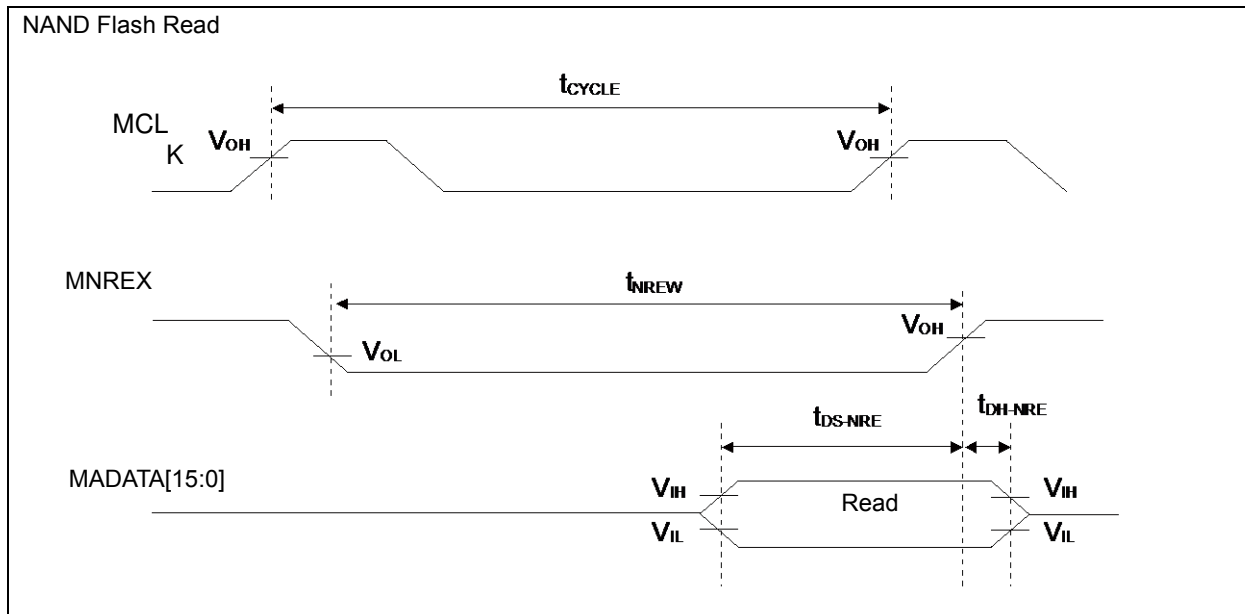 NAND Flash Read
tCYCLE
MCL
K
VOH
VOH
MNREX
tNREW
VOH
VOL
tDS-NRE
tDH-NRE
MADATA[15:0]
VIH
Read
VIH
VIL
VIL